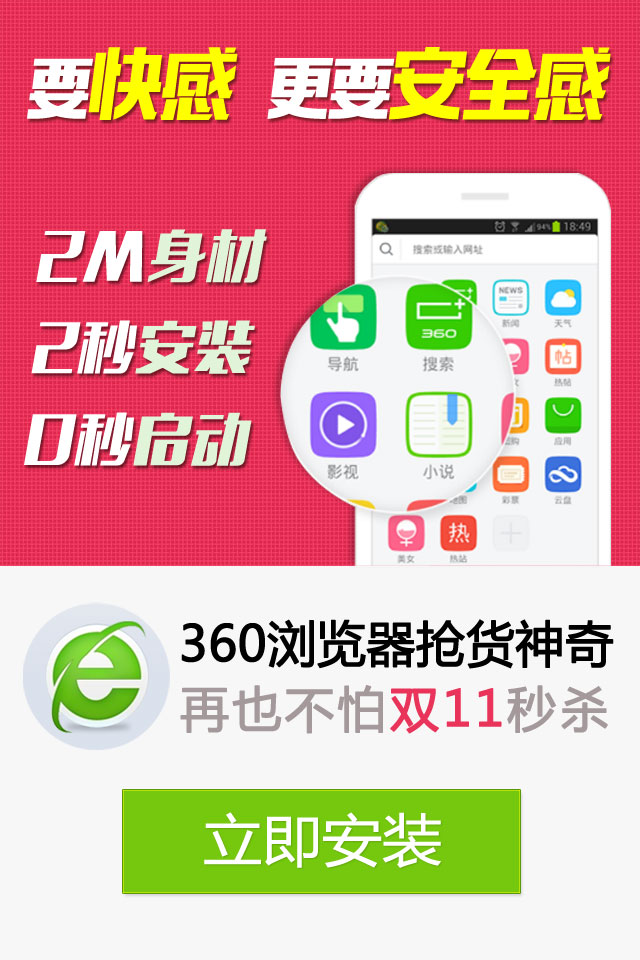 要快感 更要安全感
18:49
94%
搜索或输入网址
2M身材
2秒安装
0秒启动
360
NEWS
导航
搜索
新闻
天气
帖
热帖
影视
小说
应用
彩票
云盘
热
美女
热站
360浏览器抢货神奇
再也不怕双11秒杀
立即安装